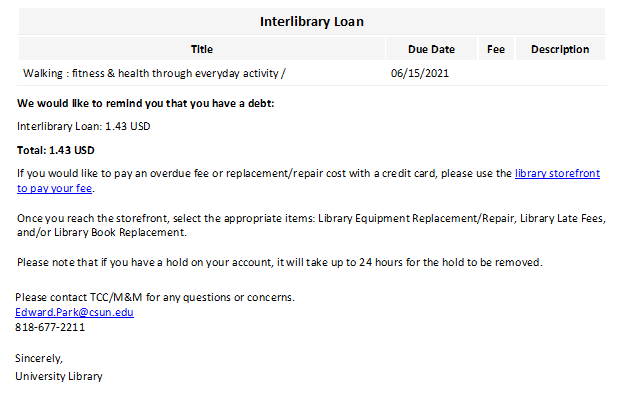 Interlibrary Loan
Title Due Date Fee Description
Walking : fitness & health through everyday activity / 06/15/2021
We would like to remind you that you have a debt:
Interlibrary Loan: 1.43 USD
Total: 1.43 USD
If you would like to pay an overdue fee or replacement/repair cost with a credit card, please use the library storefront
to pay your fee.
Once you reach the storefront, select the appropriate items: Library Equipment Replacement/Repair, Library Late Fees,
and/or Library Book Replacement.
Please note that if you have a hold on your account, it will take up to 24 hours for the hold to be removed.
Please contact TCC/M&M for any questions or concerns.
Edward.Park@csun.edu
818-677-2211
Sincerely,
University Library